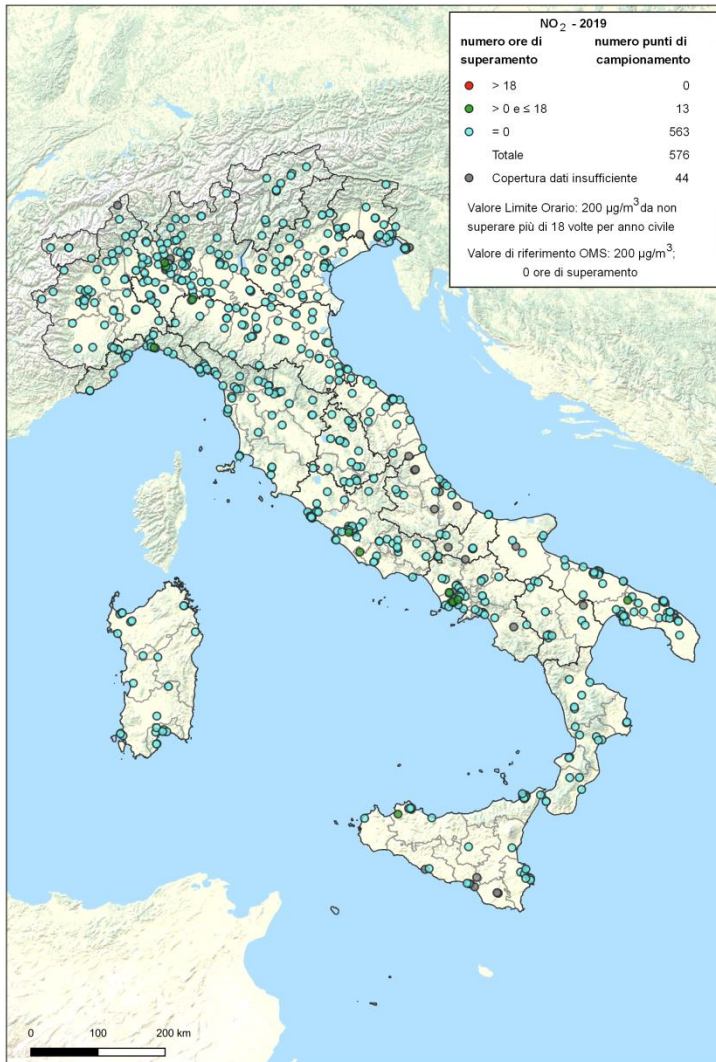 NO2 - 2019
numero ore di numero punti di
superamento campionamento
> 18 0
> 0 e ≤ 18 13
= 0 563
Totale 576
Copertura dati insufficiente 44
Valore Limite Orario: 200 µg/m3 da non
superare più di 18 volte per anno civile
Valore di riferimento OMS: 200 µg/m3;
0 ore di superamento
0 100 200 km